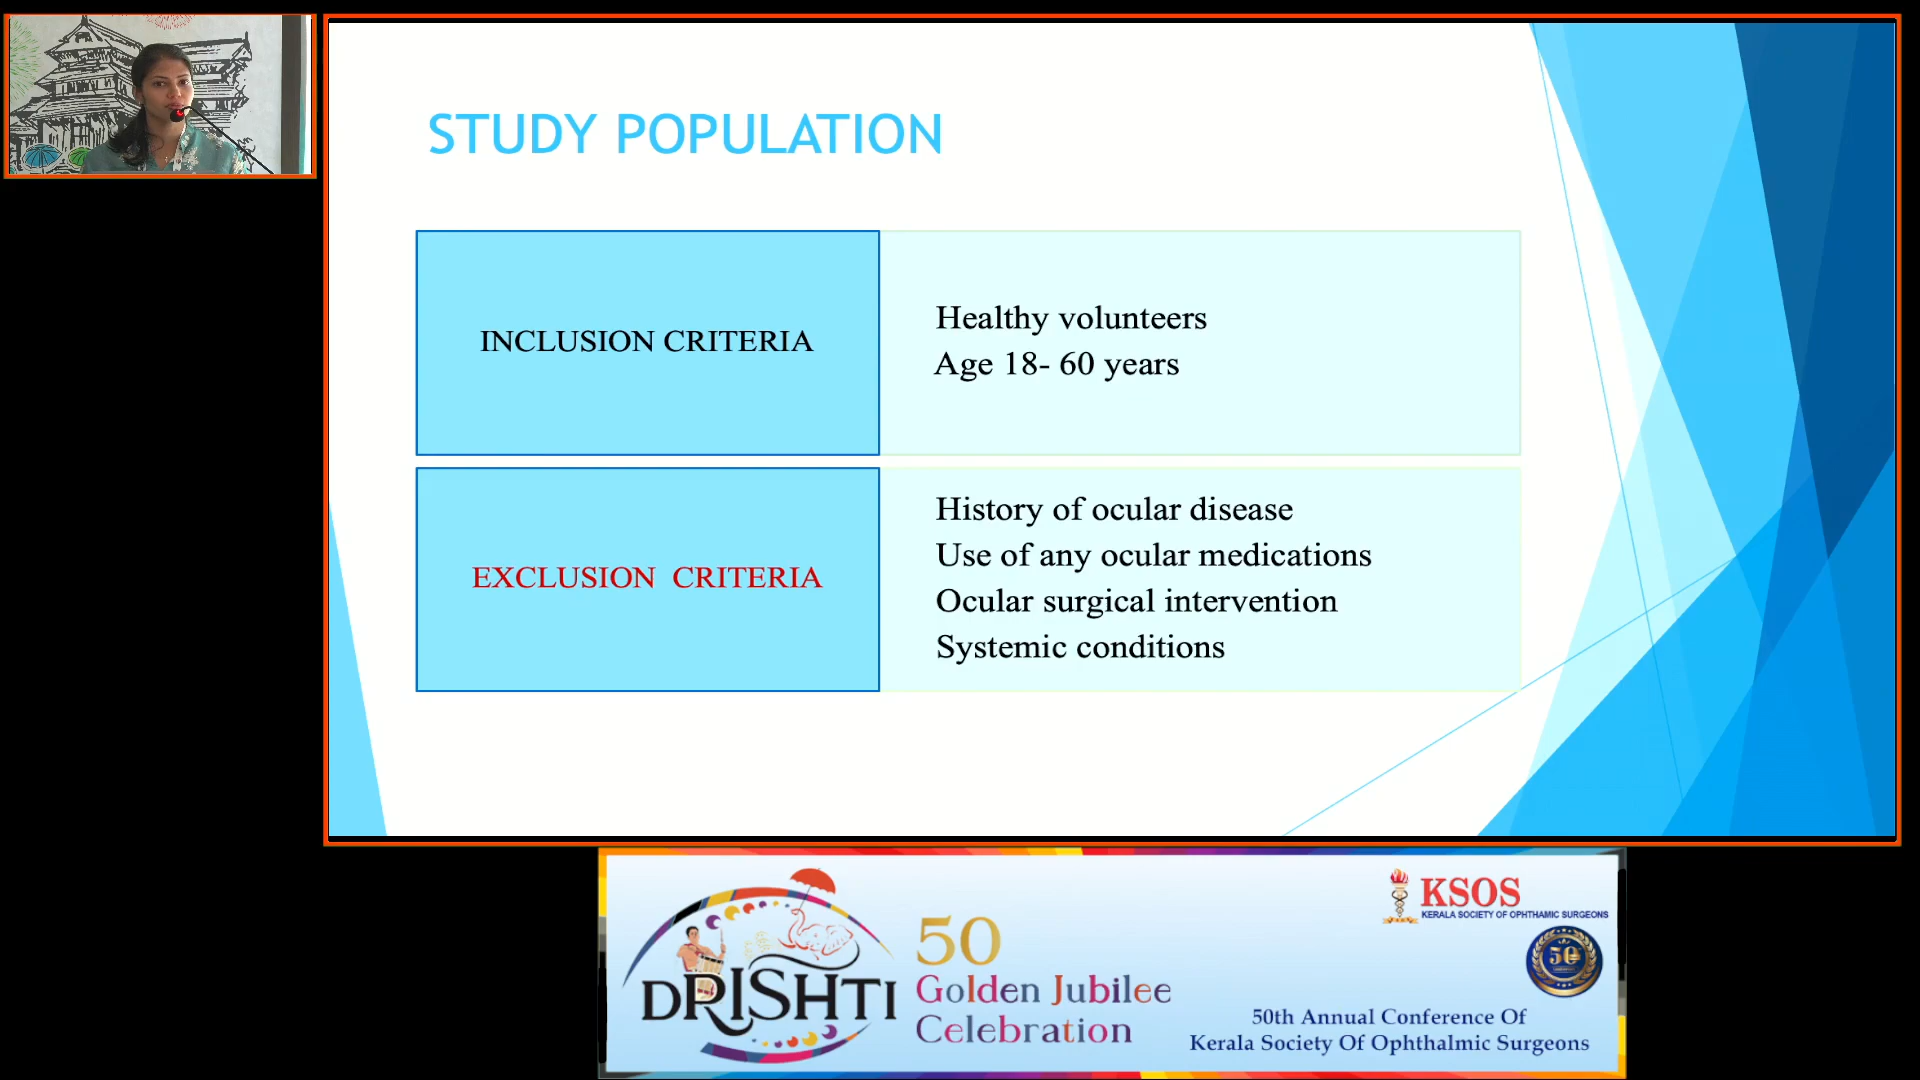 STUDY POPULATION
INCLUSION CRITERIA
Healthy volunteers
Age 18- 60 years
EXCLUSION CRITERIA
History of ocular disease
Use of any ocular medications
Ocular surgical intervention
Systemic conditions
DRISHTI
50
Golden Jubilee
Celebration
KSOS
KERALA SOCIETY OF OPHTHAMIC SURGEONS
50
50th Annual Conference Of
Kerala Society Of Ophthalmic Surgeons